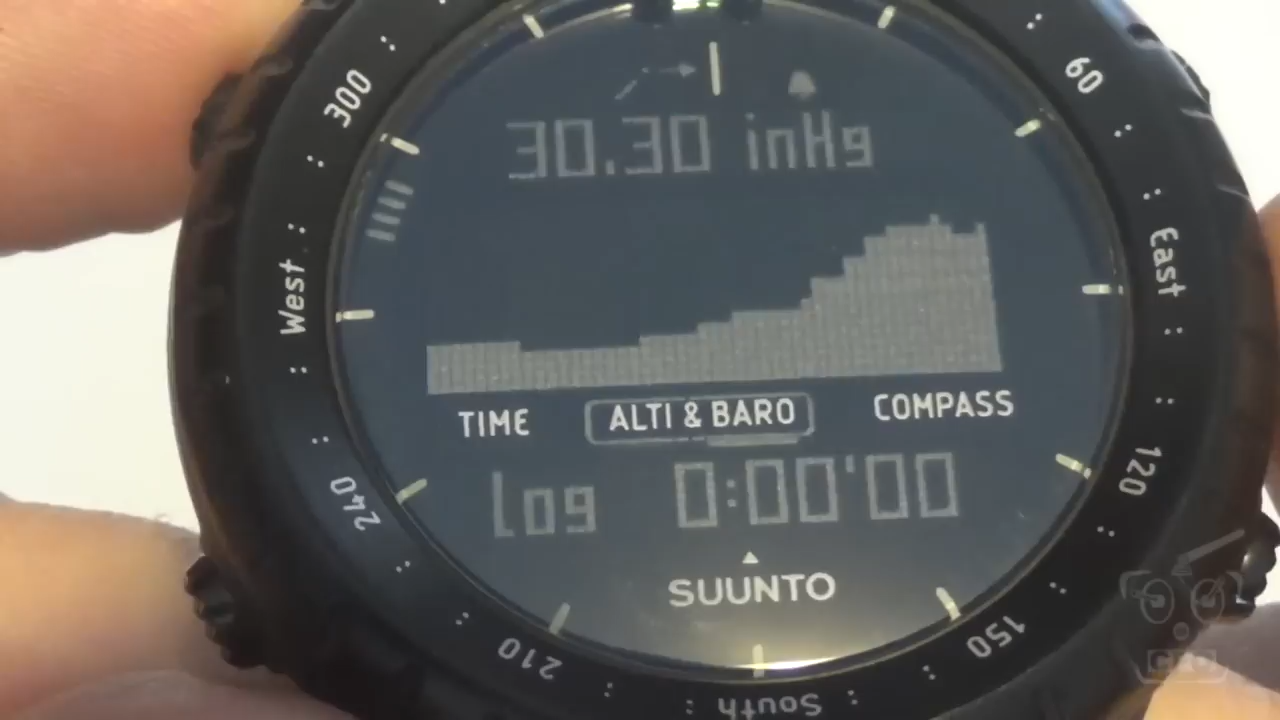 300
60
30.30 inHg
West
East
TIME
ALTI & BARO
COMPASS
Log 0:00'00
240
120
SUUNTO
210
150
South